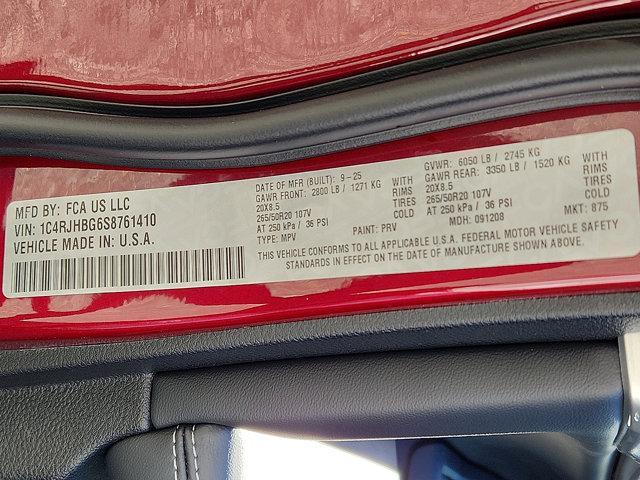 MFD BY: FCA US LLC
VIN: 1C4RJHBG6S8761410
VEHICLE MADE IN: U.S.A.
DATE OF MFR (BUILT): 9-25
GAWR FRONT: 2800 LB / 1271 KG WITH
20X8.5 RIMS
265/50R20 107V TIRES
AT 250 kPa / 36 PSI COLD
TYPE: MPV PAINT: PRV
GVWR: 6050 LB / 2745 KG
GAWR REAR: 3350 LB / 1520 KG WITH
20X8.5 RIMS
265/50R20 107V TIRES
AT 250 kPa / 36 PSI COLD
MDH: 091208 MKT: 875
THIS VEHICLE CONFORMS TO ALL APPLICABLE U.S.A. FEDERAL MOTOR VEHICLE SAFETY
STANDARDS IN EFFECT ON THE DATE OF MANUFACTURE SHOWN ABOVE.